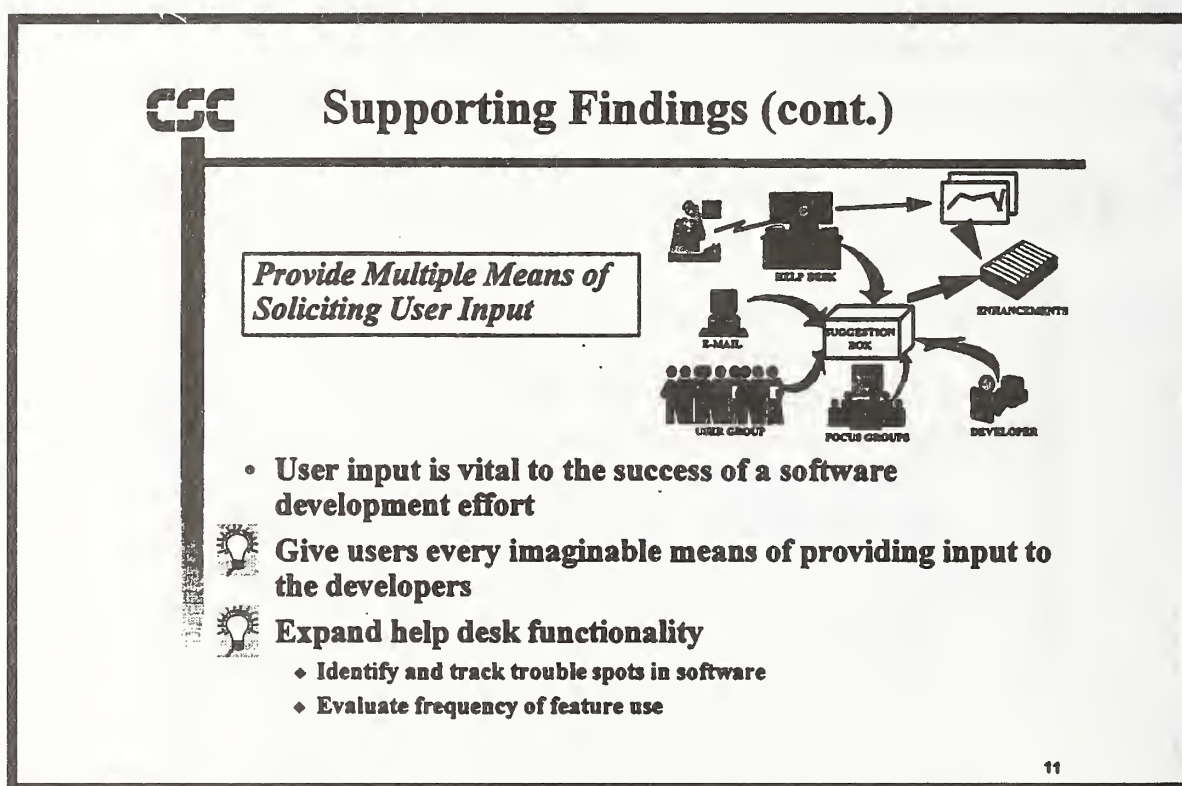 CSC
Supporting Findings (cont.)
Provide Multiple Means of
Soliciting User Input
HELP DESK
ENHANCEMENTS
E-MAIL
SUGGESTION
BOX
USER GROUP
FOCUS GROUPS
DEVELOPER
• User input is vital to the success of a software
development effort
Give users every imaginable means of providing input to
the developers
Expand help desk functionality
◆ Identify and track trouble spots in software
◆ Evaluate frequency of feature use
11